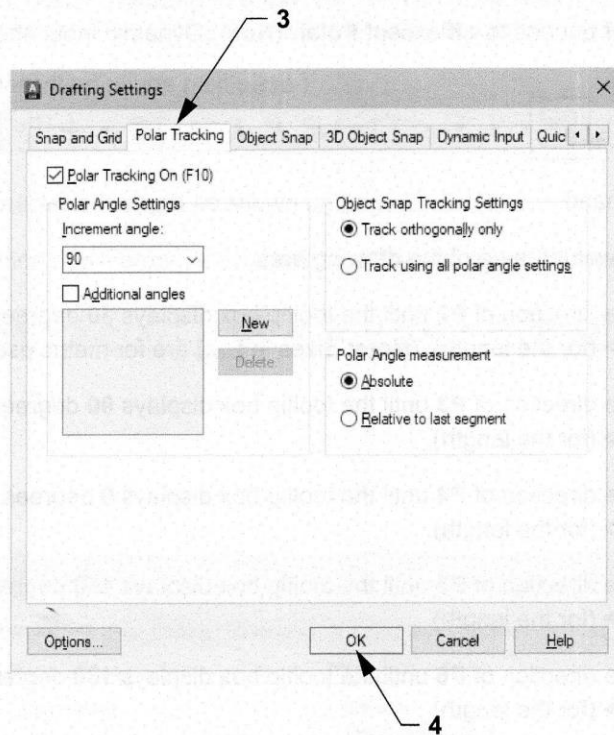 3
Drafting Settings
Snap and Grid Polar Tracking Object Snap 3D Object Snap Dynamic Input Quic
Polar Tracking On (F10)
Polar Angle Settings
Increment angle:
90
Additional angles
New
Delete
Object Snap Tracking Settings
Track orthogonally only
Track using all polar angle settings
Polar Angle measurement
Absolute
Relative to last segment
Options...
OK
Cancel
Help
4